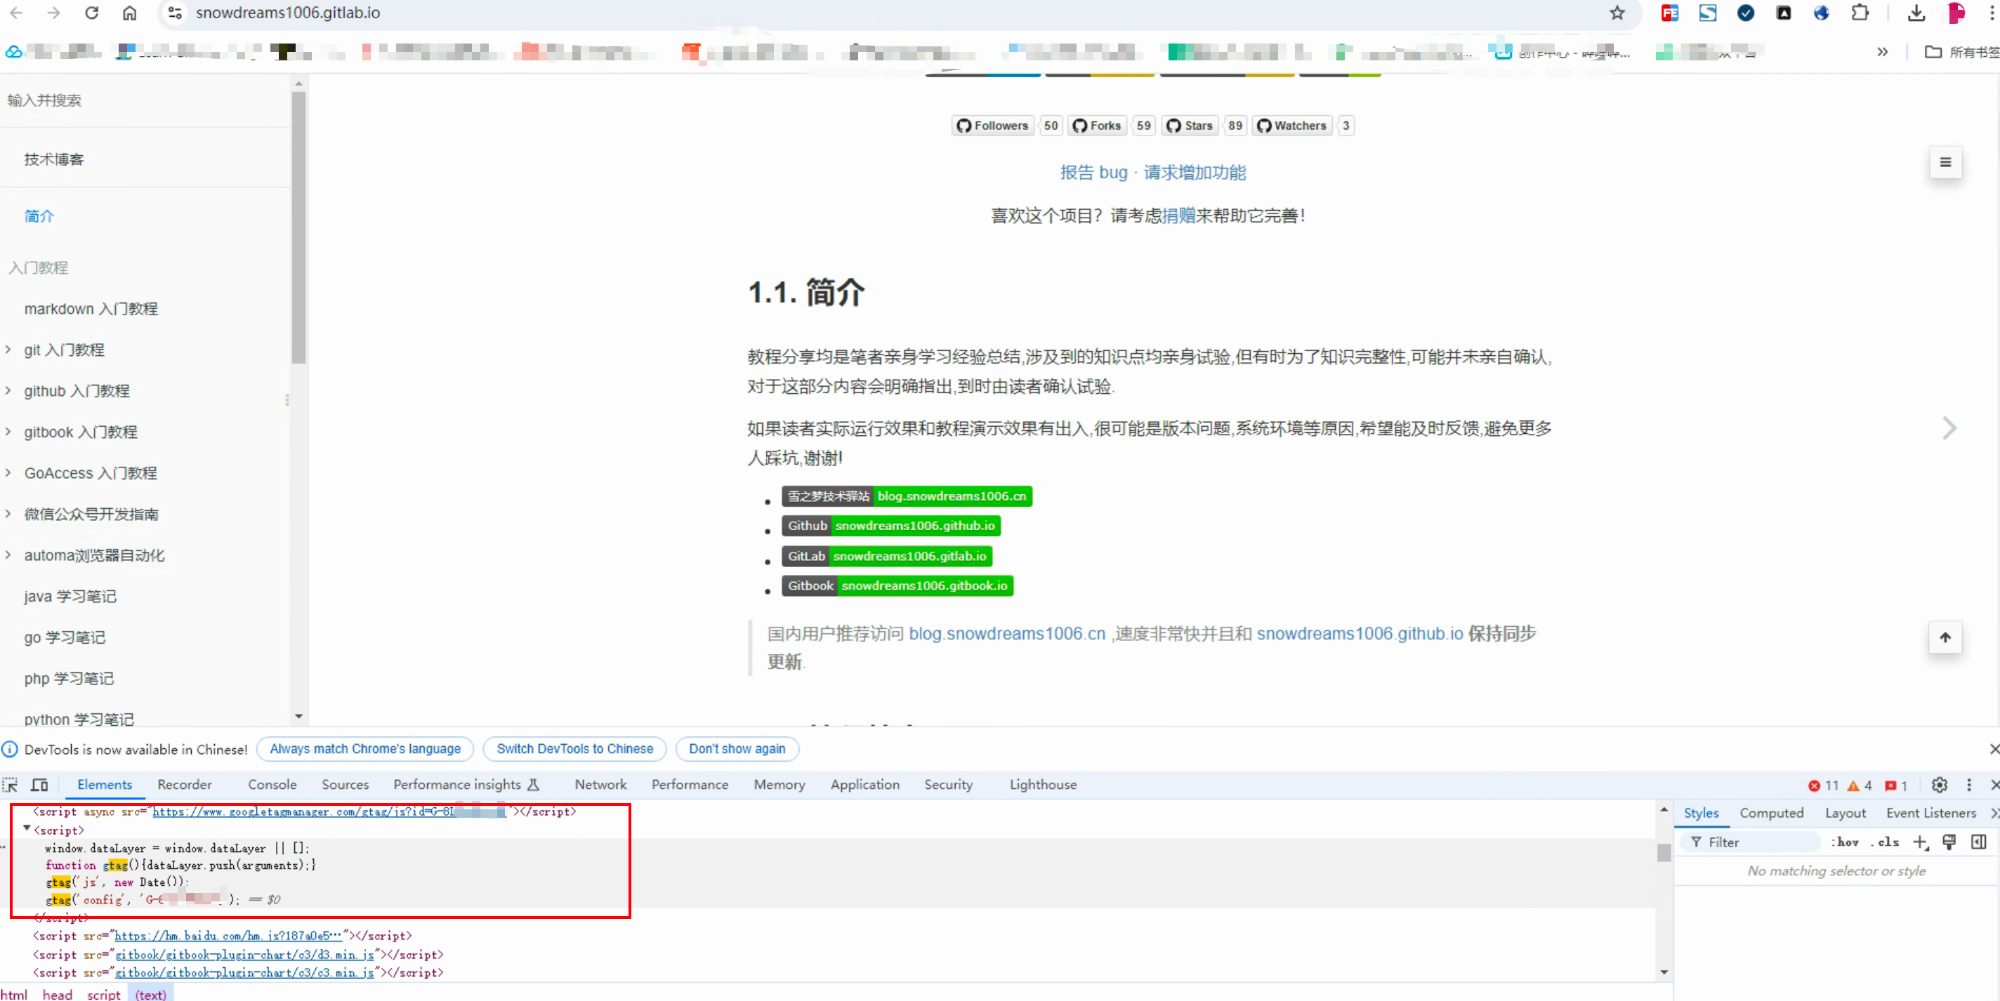 snowdreams1006.gitlab.io
所有书签
输入并搜索
技术博客
简介
入门教程
markdown 入门教程
git 入门教程
github 入门教程
gitbook 入门教程
GoAccess 入门教程
微信公众号开发指南
automa浏览器自动化
java 学习笔记
go 学习笔记
php 学习笔记
python 学习笔记
Followers 50 Forks 59 Stars 89 Watchers 3
报告 bug · 请求增加功能
喜欢这个项目？请考虑捐赠来帮助它完善！
1.1. 简介
教程分享均是笔者亲身学习经验总结,涉及到的知识点均亲身试验,但有时为了知识完整性,可能并未亲自确认,
对于这部分内容会明确指出,到时由读者确认试验.
如果读者实际运行效果和教程演示效果有出入,很可能是版本问题,系统环境等原因,希望能及时反馈,避免更多
人踩坑,谢谢!
雪之梦技术驿站 blog.snowdreams1006.cn
Github snowdreams1006.github.io
GitLab snowdreams1006.gitlab.io
Gitbook snowdreams1006.gitbook.io
国内用户推荐访问 blog.snowdreams1006.cn ,速度非常快并且和 snowdreams1006.github.io 保持同步
更新.
DevTools is now available in Chinese! Always match Chrome's language Switch DevTools to Chinese Don't show again
Elements Recorder Console Sources Performance insights Network Performance Memory Application Security Lighthouse 11 4 1
<script async src="https://www.googletagmanager.com/gtag/js?id=G-6L "></script>
<script>
window.dataLayer = window.dataLayer || [];
function gtag(){dataLayer.push(arguments);}
gtag('js', new Date());
gtag('config', 'G-6 '); == $0
</script>
<script src="https://hm.baidu.com/hm.js?187a0e5…"></script>
<script src="gitbook/gitbook-plugin-chart/c3/d3.min.js"></script>
<script src="gitbook/gitbook-plugin-chart/c3/c3.min.js"></script>
html head script (text)
Styles Computed Layout Event Listeners
Filter :hov .cls
No matching selector or style